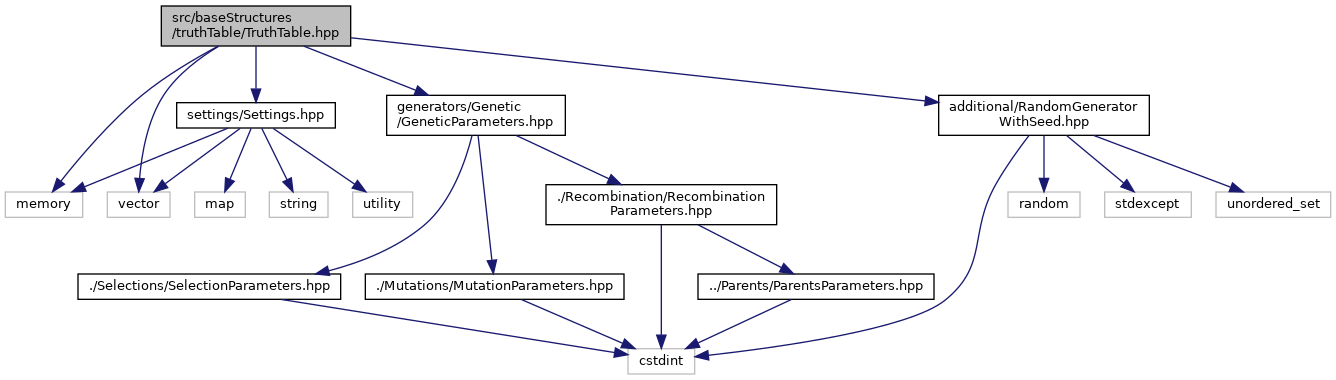 src/baseStructures
/truthTable/TruthTable.hpp
settings/Settings.hpp
generators/Genetic
/GeneticParameters.hpp
additional/RandomGenerator
WithSeed.hpp
memory
vector
map
string
utility
./Recombination/Recombination
Parameters.hpp
random
stdexcept
unordered_set
./Selections/SelectionParameters.hpp
./Mutations/MutationParameters.hpp
../Parents/ParentsParameters.hpp
cstdint